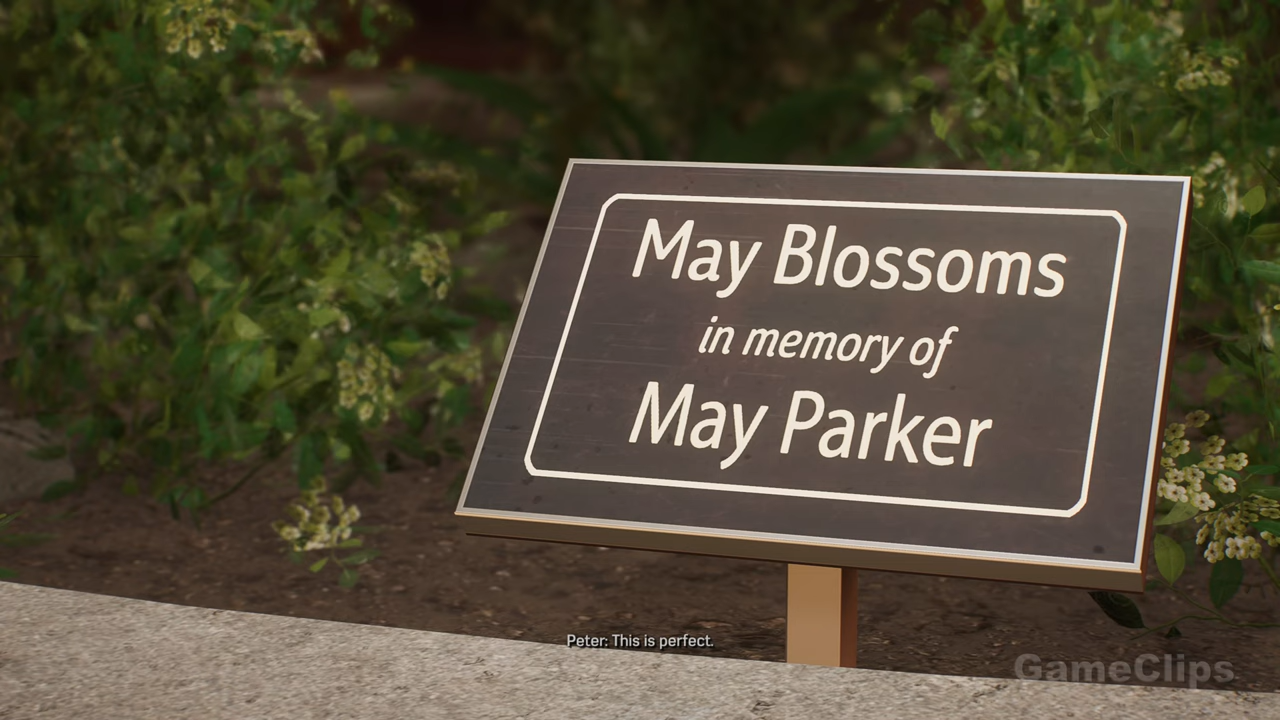 May Blossoms
in memory of
May Parker
Peter: This is perfect.
GameClips